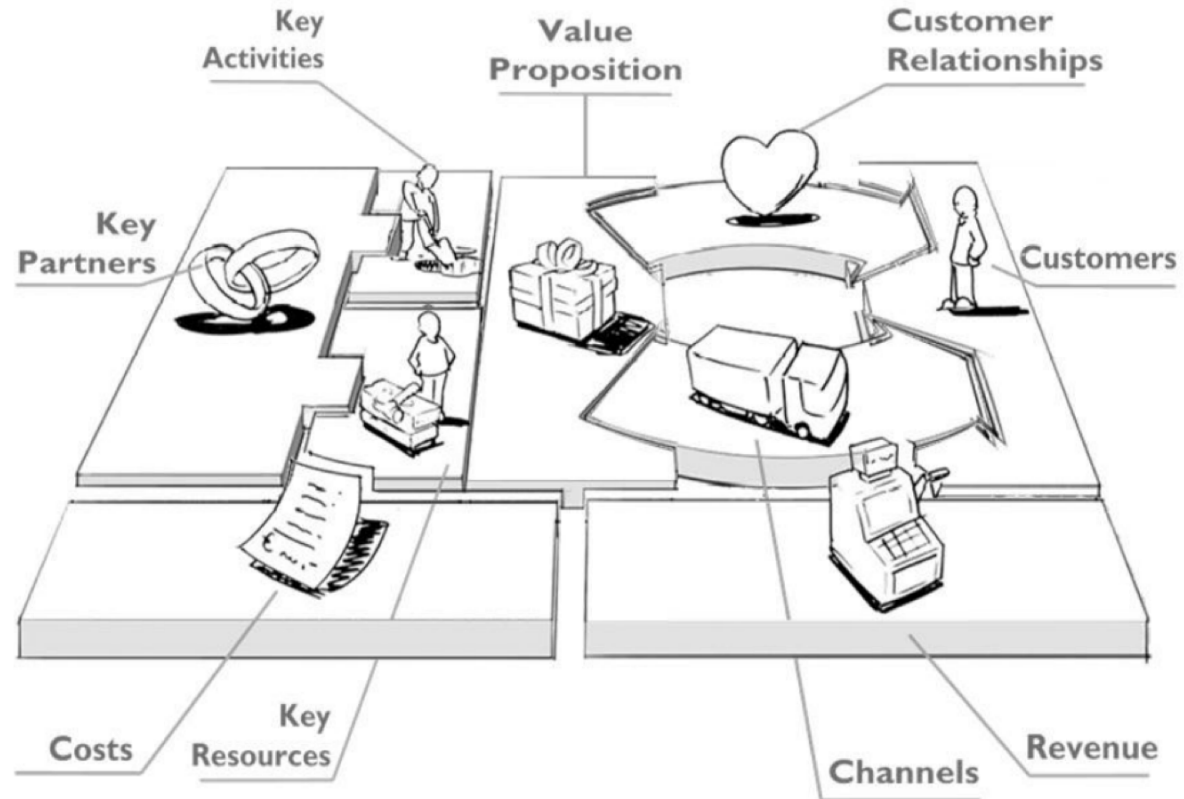 Key
Activities
Value
Proposition
Customer
Relationships
Key
Partners
Customers
Costs
Key
Resources
Channels
Revenue
€